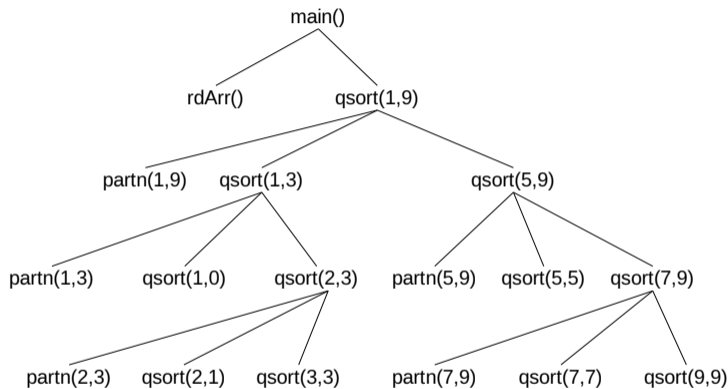 main()
rdArr() qsort(1,9)
partn(1,9) qsort(1,3) qsort(5,9)
partn(1,3) qsort(1,0) qsort(2,3) partn(5,9) qsort(5,5) qsort(7,9)
partn(2,3) qsort(2,1) qsort(3,3) partn(7,9) qsort(7,7) qsort(9,9)